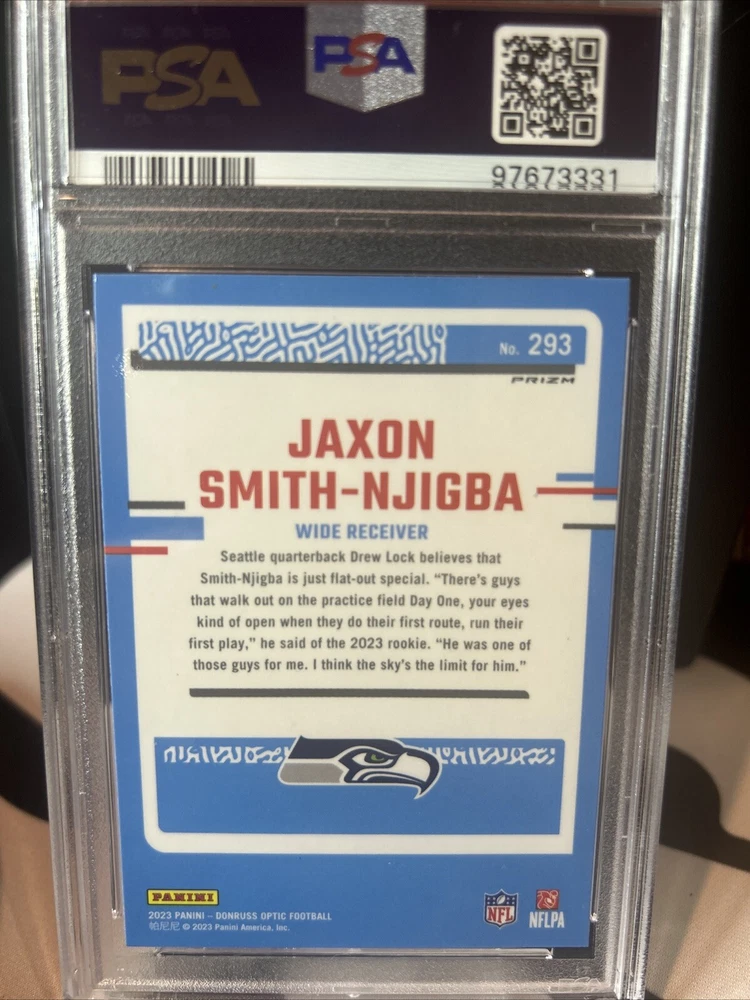 PSA
PSA
97673331
No. 293
PRIZM
JAXON
SMITH-NJIGBA
WIDE RECEIVER
Seattle quarterback Drew Lock believes that
Smith-Njigba is just flat-out special. “There’s guys
that walk out on the practice field Day One, your eyes
kind of open when they do their first route, run their
first play,” he said of the 2023 rookie. “He was one of
those guys for me. I think the sky’s the limit for him.”
PANINI
2023 PANINI – DONRUSS OPTIC FOOTBALL
帕尼尼 © 2023 Panini America, Inc.
NFL
NFLPA